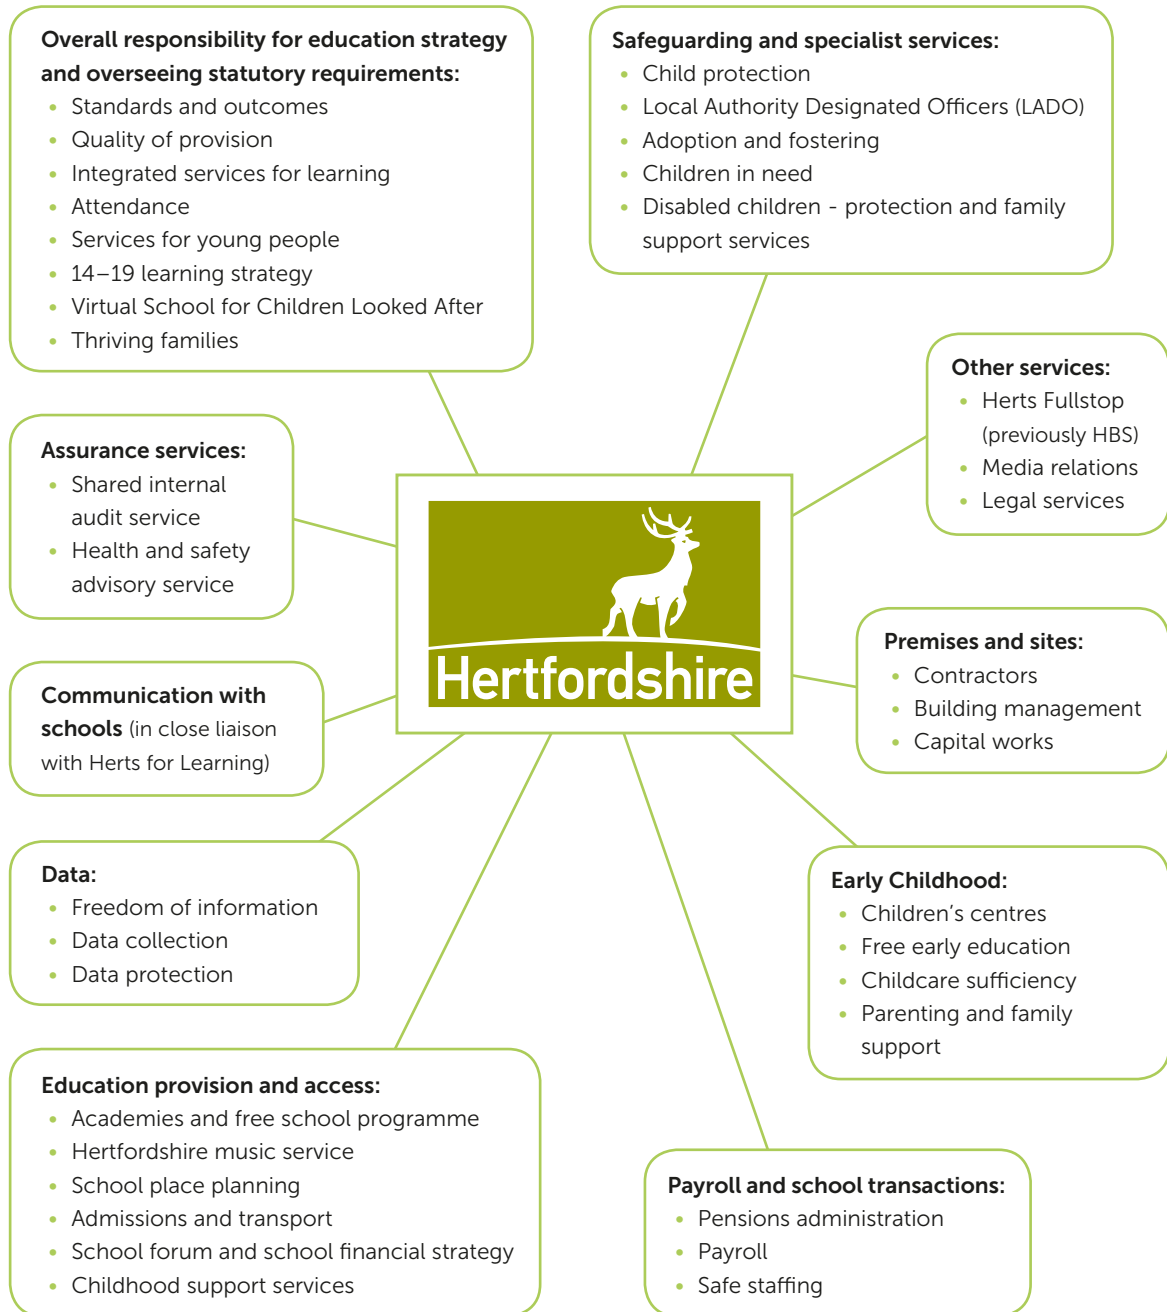 Overall responsibility for education strategy
and overseeing statutory requirements:
• Standards and outcomes
• Quality of provision
• Integrated services for learning
• Attendance
• Services for young people
• 14–19 learning strategy
• Virtual School for Children Looked After
• Thriving families
Safeguarding and specialist services:
• Child protection
• Local Authority Designated Officers (LADO)
• Adoption and fostering
• Children in need
• Disabled children - protection and family
support services
Other services:
• Herts Fullstop
(previously HBS)
• Media relations
• Legal services
Assurance services:
• Shared internal
audit service
• Health and safety
advisory service
Hertfordshire
Premises and sites:
• Contractors
• Building management
• Capital works
Communication with
schools (in close liaison
with Herts for Learning)
Data:
• Freedom of information
• Data collection
• Data protection
Early Childhood:
• Children’s centres
• Free early education
• Childcare sufficiency
• Parenting and family
support
Education provision and access:
• Academies and free school programme
• Hertfordshire music service
• School place planning
• Admissions and transport
• School forum and school financial strategy
• Childhood support services
Payroll and school transactions:
• Pensions administration
• Payroll
• Safe staffing